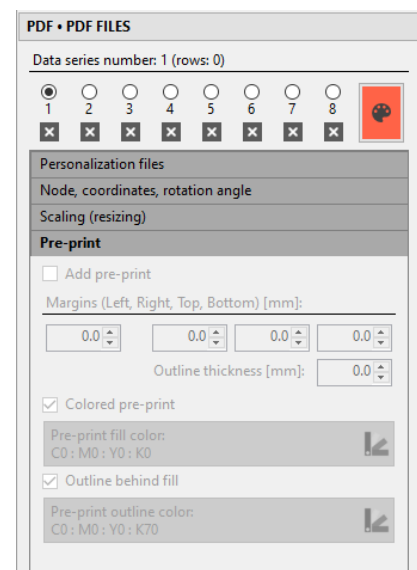 PDF • PDF FILES
Data series number: 1 (rows: 0)
1 2 3 4 5 6 7 8
Personalization files
Node, coordinates, rotation angle
Scaling (resizing)
Pre-print
Add pre-print
Margins (Left, Right, Top, Bottom) [mm]:
0.0 0.0 0.0 0.0
Outline thickness [mm]: 0.0
Colored pre-print
Pre-print fill color:
C0 : M0 : Y0 : K0
Outline behind fill
Pre-print outline color:
C0 : M0 : Y0 : K70